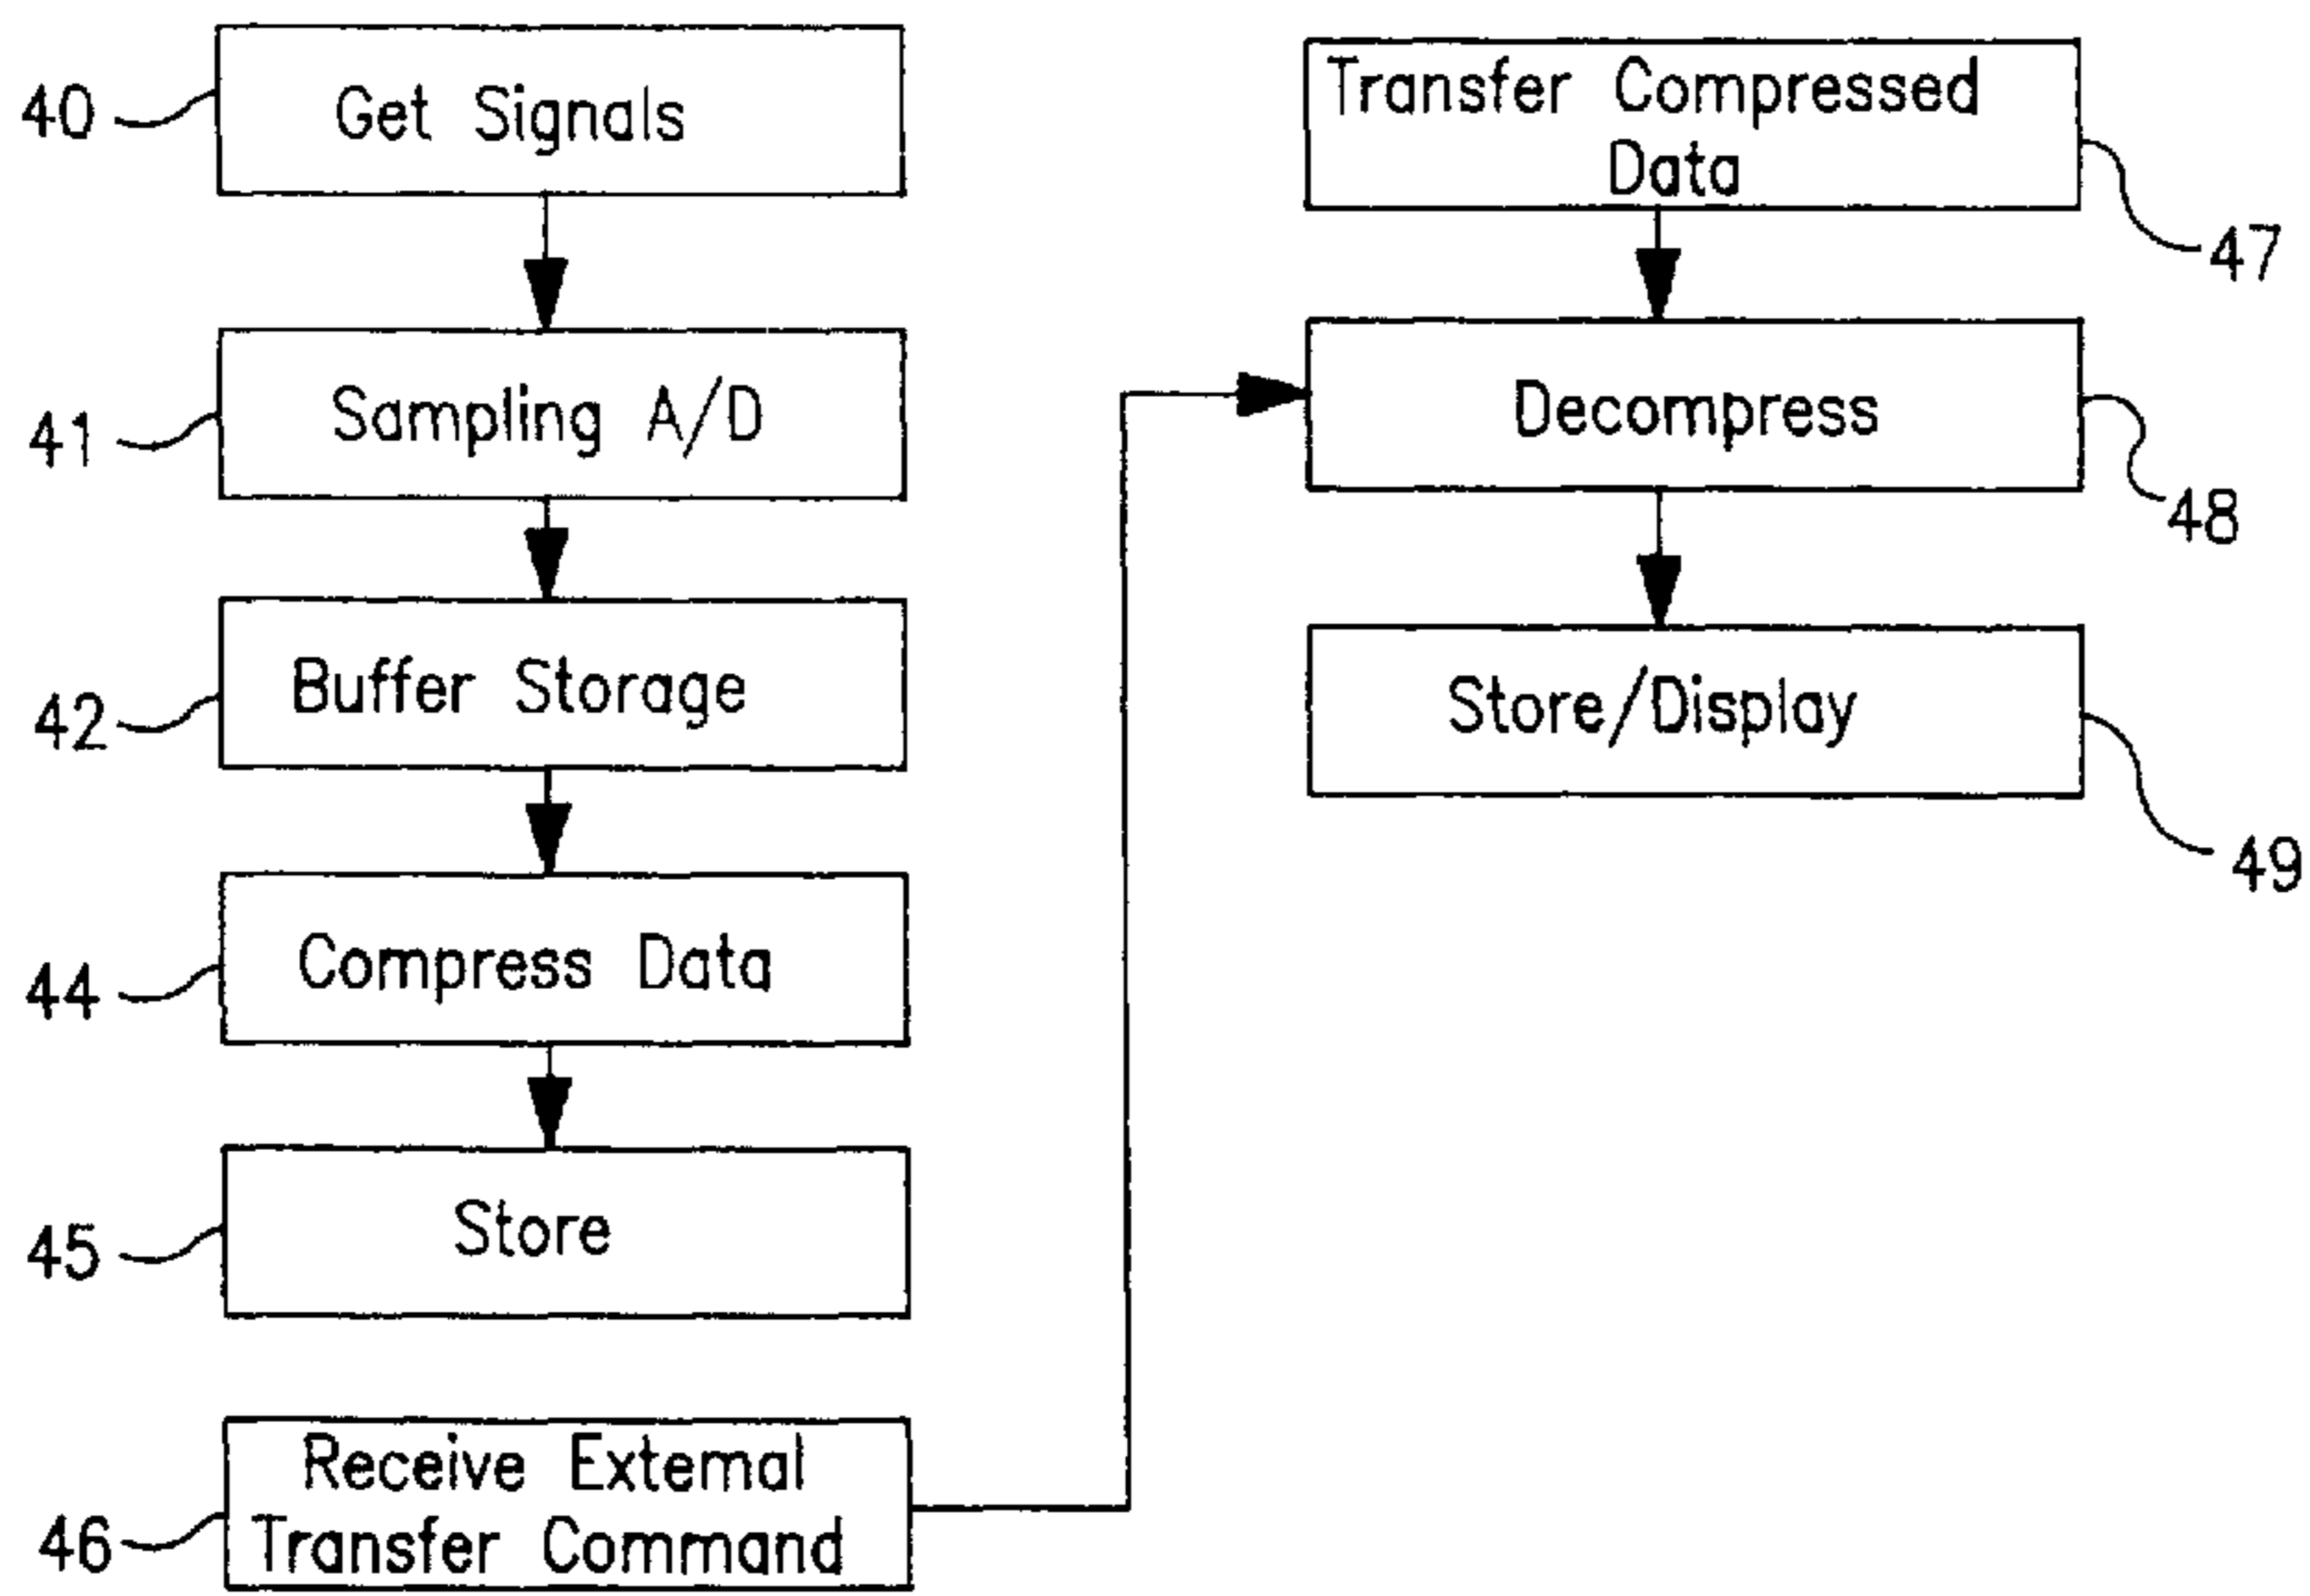 40
Get Signals
41
Sampling A/D
42
Buffer Storage
44
Compress Data
45
Store
46
Receive External
Transfer Command
Transfer Compressed
Data
47
Decompress
48
Store/Display
49